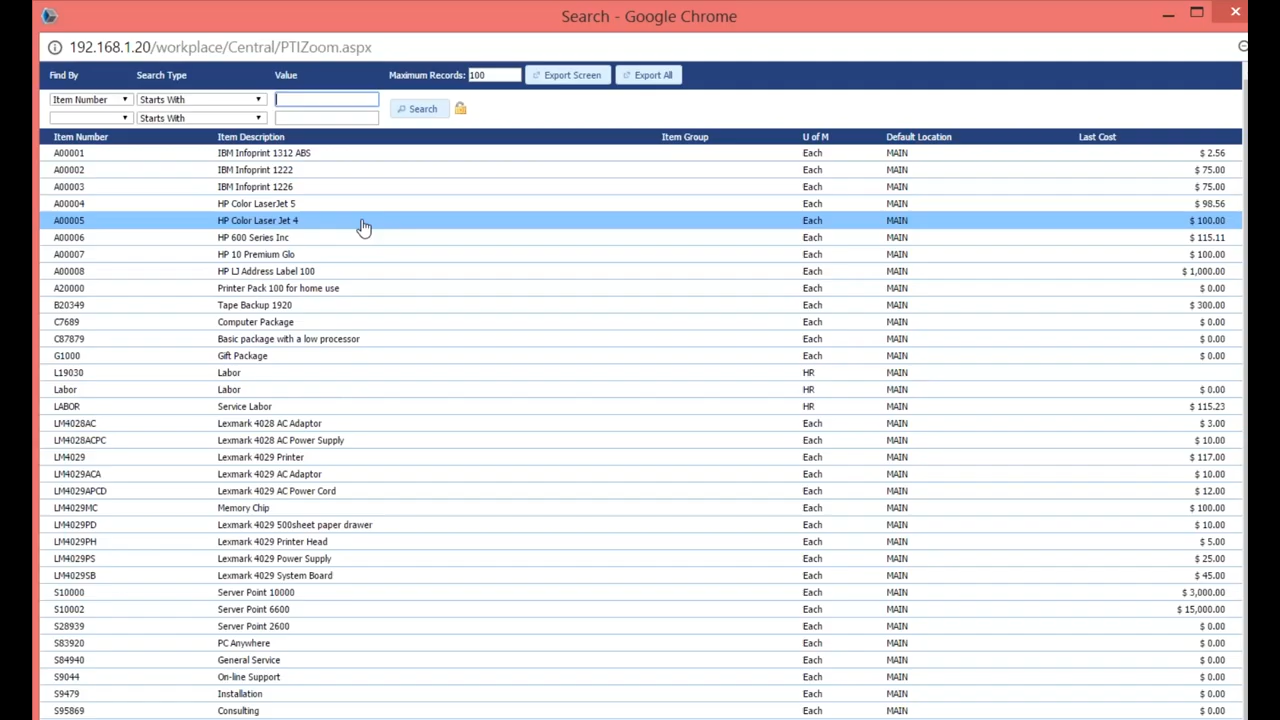 Search - Google Chrome
192.168.1.20/workplace/Central/PTIZoom.aspx
Find By Search Type Value Maximum Records: 100 Export Screen Export All
Item Number Starts With
Search
Starts With
Item Number Item Description Item Group U of M Default Location Last Cost
A00001 IBM Infoprint 1312 ABS Each MAIN $ 2.56
A00002 IBM Infoprint 1222 Each MAIN $ 75.00
A00003 IBM Infoprint 1226 Each MAIN $ 75.00
A00004 HP Color LaserJet 5 Each MAIN $ 98.56
A00005 HP Color Laser Jet 4 Each MAIN $ 100.00
A00006 HP 600 Series Inc Each MAIN $ 115.11
A00007 HP 10 Premium Glo Each MAIN $ 100.00
A00008 HP LJ Address Label 100 Each MAIN $ 1,000.00
A20000 Printer Pack 100 for home use Each MAIN $ 0.00
B20349 Tape Backup 1920 Each MAIN $ 300.00
C7689 Computer Package Each MAIN $ 0.00
C87879 Basic package with a low processor Each MAIN $ 0.00
G1000 Gift Package Each MAIN $ 0.00
L19030 Labor HR MAIN
Labor Labor HR MAIN $ 0.00
LABOR Service Labor HR MAIN $ 115.23
LM4028AC Lexmark 4028 AC Adaptor Each MAIN $ 3.00
LM4028ACPC Lexmark 4028 AC Power Supply Each MAIN $ 10.00
LM4029 Lexmark 4029 Printer Each MAIN $ 117.00
LM4029ACA Lexmark 4029 AC Adaptor Each MAIN $ 10.00
LM4029APCD Lexmark 4029 AC Power Cord Each MAIN $ 12.00
LM4029MC Memory Chip Each MAIN $ 100.00
LM4029PD Lexmark 4029 500sheet paper drawer Each MAIN $ 10.00
LM4029PH Lexmark 4029 Printer Head Each MAIN $ 5.00
LM4029PS Lexmark 4029 Power Supply Each MAIN $ 25.00
LM4029SB Lexmark 4029 System Board Each MAIN $ 45.00
S10000 Server Point 10000 Each MAIN $ 3,000.00
S10002 Server Point 6600 Each MAIN $ 15,000.00
S28939 Server Point 2600 Each MAIN $ 0.00
S83920 PC Anywhere Each MAIN $ 0.00
S84940 General Service Each MAIN $ 0.00
S9044 On-line Support Each MAIN $ 0.00
S9479 Installation Each MAIN $ 0.00
S95869 Consulting Each MAIN $ 0.00